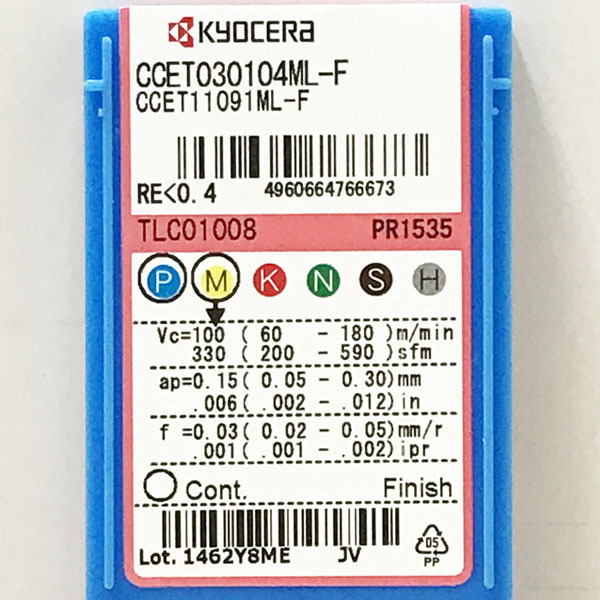 KYOCERA
CCET030104ML-F
CCET11091ML-F
RE<0.4 4960664766673
TLC01008 PR1535
P M K N S H
Vc=100 ( 60 - 180 )m/min
330 ( 200 - 590 )sfm
ap=0.15( 0.05 - 0.30)mm
.006( .002 - .012)in
f =0.03( 0.02 - 0.05)mm/r
.001( .001 - .002)ipr
Cont. Finish
Lot. 1462Y8ME JV
05
PP